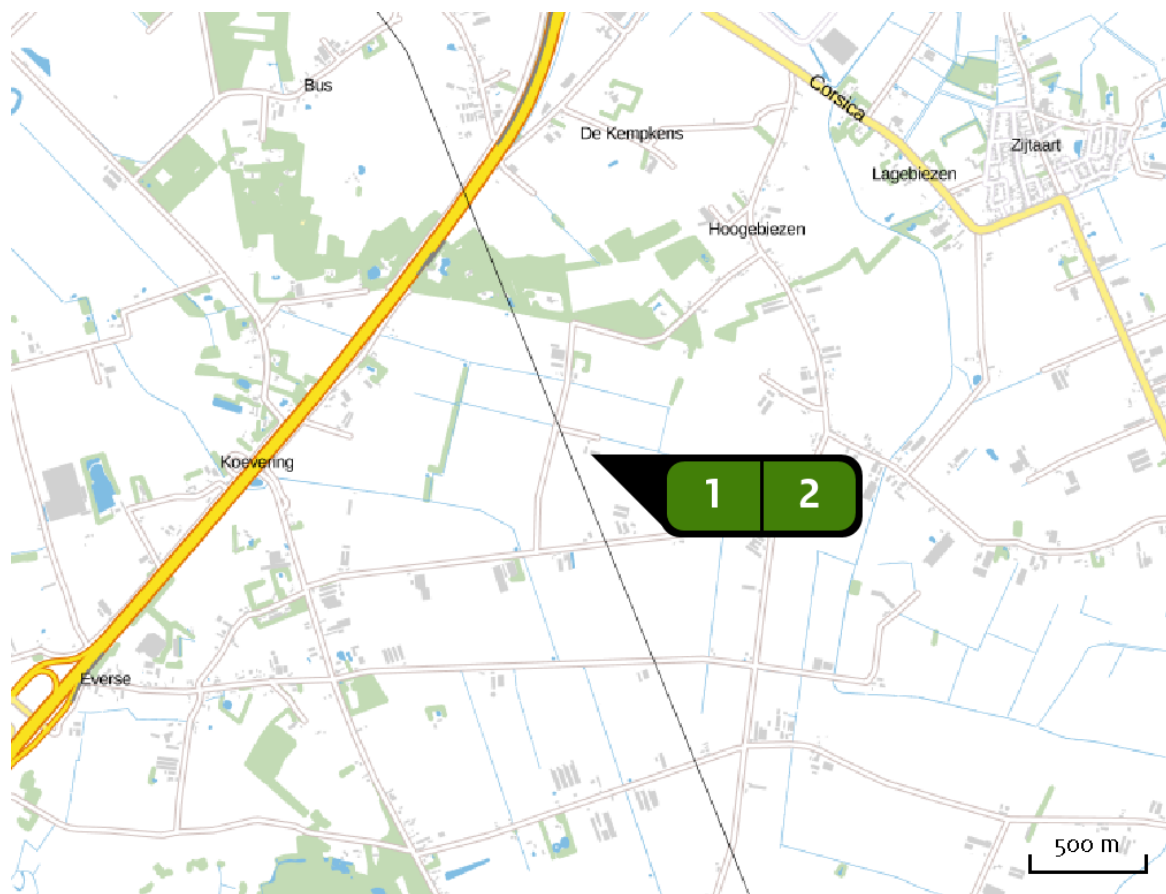 Bus
Corsica
De Kempkens
Zijtaart
Lagebiezen
Hoogebiezen
Koevering
1 2
Everse
500 m